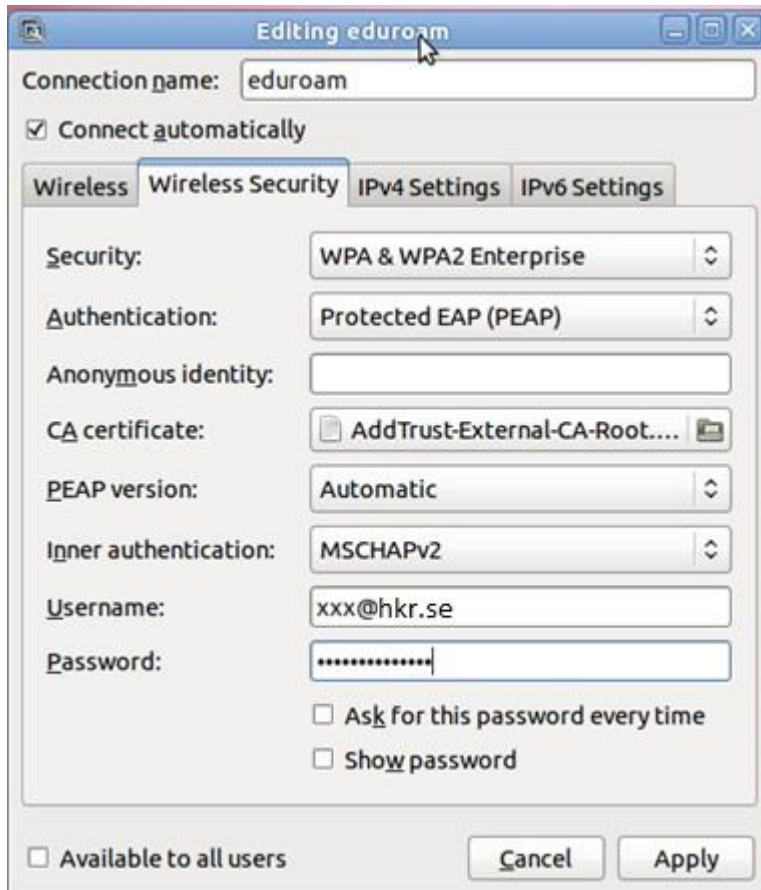 Editing eduroam
Connection name: eduroam
Connect automatically
Wireless Wireless Security IPv4 Settings IPv6 Settings
Security: WPA & WPA2 Enterprise
Authentication: Protected EAP (PEAP)
Anonymous identity:
CA certificate: AddTrust-External-CA-Root....
PEAP version: Automatic
Inner authentication: MSCHAPv2
Username: xxx@hkr.se
Password: ••••••••••••••
Ask for this password every time
Show password
Available to all users Cancel Apply